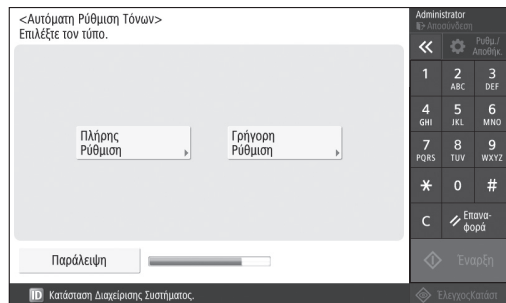 <Αυτόματη Ρύθμιση Τόνων>
Επιλέξτε τον τύπο.
Πλήρης
Ρύθμιση
Γρήγορη
Ρύθμιση
Παράλειψη
ID Κατάσταση Διαχείρισης Συστήματος.
Administrator
Αποσύνδεση
Ρυθμ./
Αποθήκ.
1
2
ABC
3
DEF
4
GHI
5
JKL
6
MNO
7
PQRS
8
TUV
9
WXYZ
*
0
#
C
Επανα-
φορά
Έναρξη
ΈλεγχοςΚατάστ